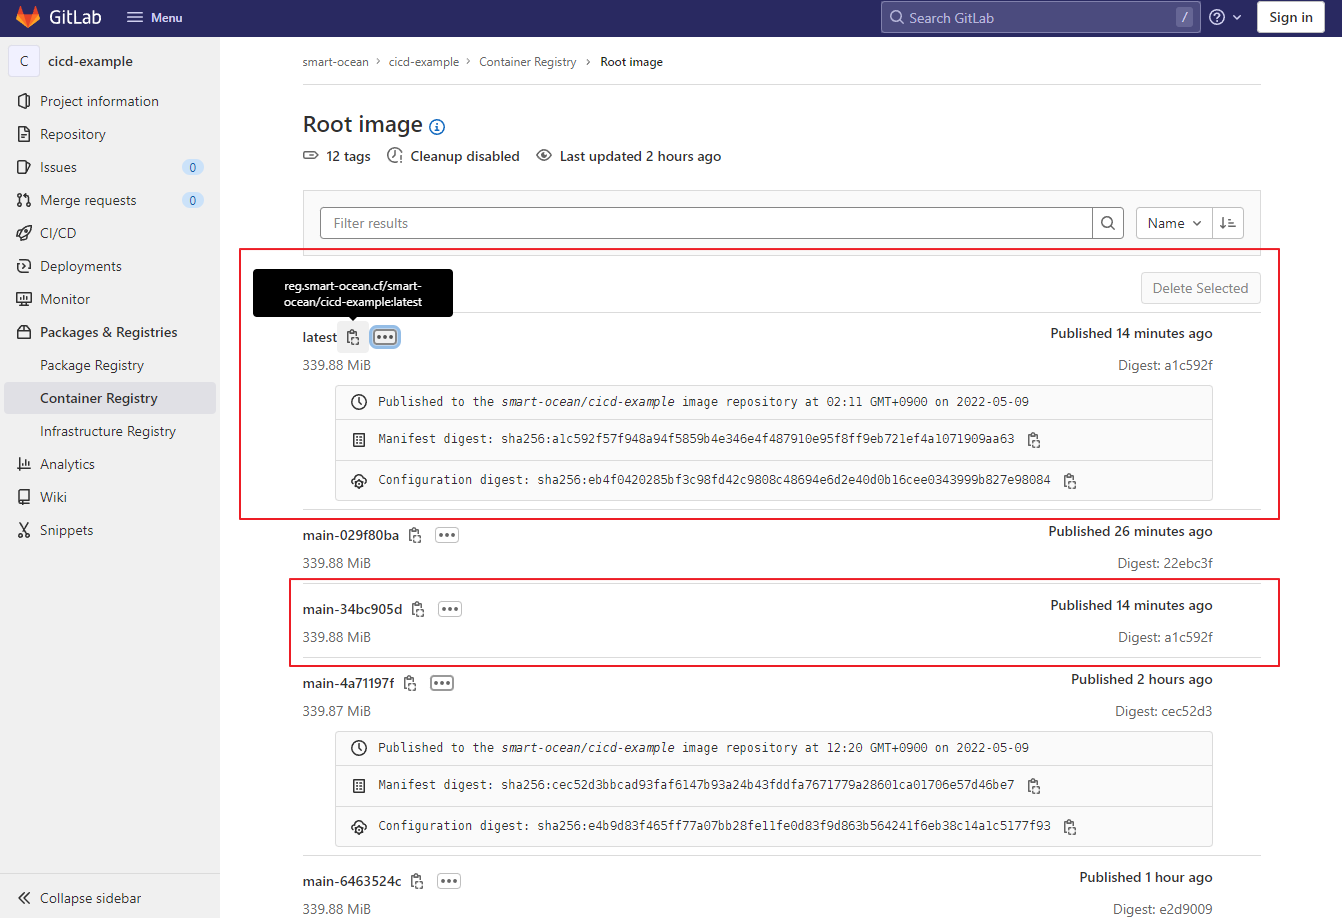 GitLab
Menu
Search GitLab
/
Sign in
C
cicd-example
Project information
Repository
Issues
0
Merge requests
0
CI/CD
Deployments
Monitor
Packages & Registries
Package Registry
Container Registry
Infrastructure Registry
Analytics
Wiki
Snippets
Collapse sidebar
smart-ocean › cicd-example › Container Registry › Root image
Root image
12 tags Cleanup disabled Last updated 2 hours ago
Filter results
Name
Delete Selected
reg.smart-ocean.cf/smart-
ocean/cicd-example:latest
latest
Published 14 minutes ago
339.88 MiB
Digest: a1c592f
Published to the smart-ocean/cicd-example image repository at 02:11 GMT+0900 on 2022-05-09
Manifest digest: sha256:a1c592f57f948a94f5859b4e346e4f487910e95f8ff9eb721ef4a1071909aa63
Configuration digest: sha256:eb4f0420285bf3c98fd42c9808c48694e6d2e40d0b16cee0343999b827e98084
main-029f80ba
Published 26 minutes ago
339.88 MiB
Digest: 22ebc3f
main-34bc905d
Published 14 minutes ago
339.88 MiB
Digest: a1c592f
main-4a71197f
Published 2 hours ago
339.87 MiB
Digest: cec52d3
Published to the smart-ocean/cicd-example image repository at 12:20 GMT+0900 on 2022-05-09
Manifest digest: sha256:cec52d3bbcad93faf6147b93a24b43fddfa7671779a28601ca01706e57d46be7
Configuration digest: sha256:e4b9d83f465ff77a07bb28fe11fe0d83f9d863b564241f6eb38c14a1c5177f93
main-6463524c
Published 1 hour ago
339.88 MiB
Digest: e2d9009